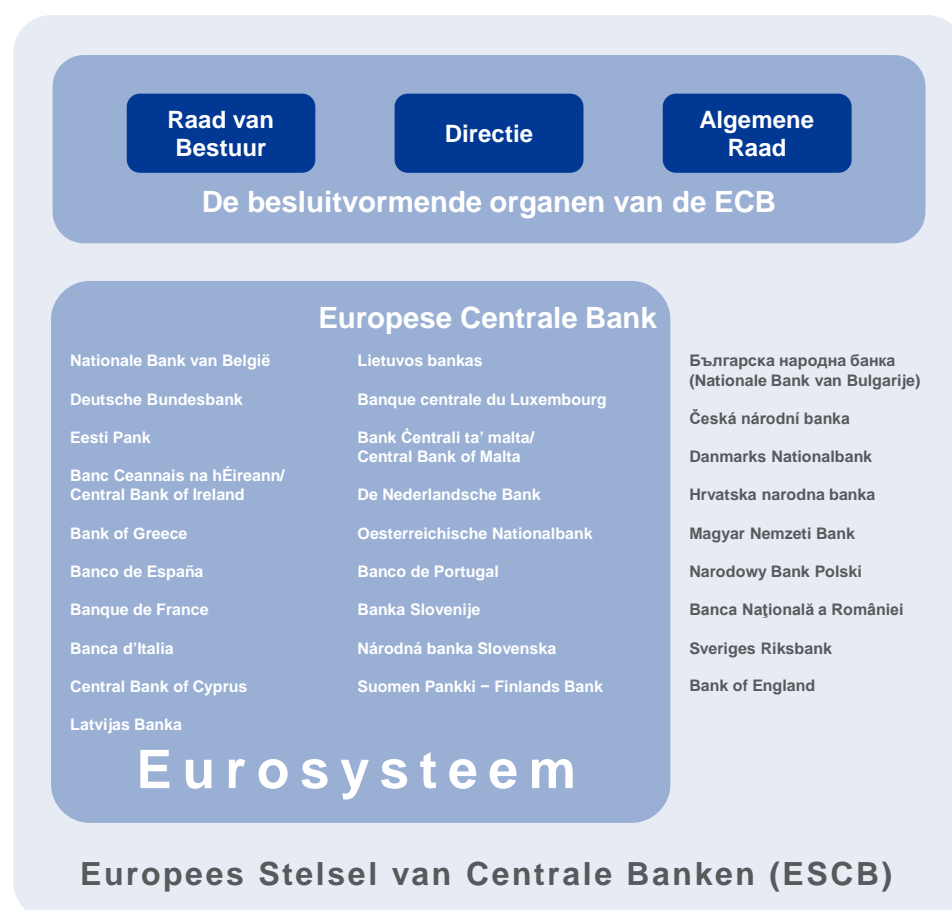 Raad van
Bestuur
Directie
Algemene
Raad
De besluitvormende organen van de ECB
Europese Centrale Bank
Nationale Bank van België
Deutsche Bundesbank
Eesti Pank
Banc Ceannais na hÉireann/
Central Bank of Ireland
Bank of Greece
Banco de España
Banque de France
Banca d’Italia
Central Bank of Cyprus
Latvijas Banka
Lietuvos bankas
Banque centrale du Luxembourg
Bank Ċentrali ta’ malta/
Central Bank of Malta
De Nederlandsche Bank
Oesterreichische Nationalbank
Banco de Portugal
Banka Slovenije
Národná banka Slovenska
Suomen Pankki − Finlands Bank
Българска народна банка
(Nationale Bank van Bulgarije)
Česká národní banka
Danmarks Nationalbank
Hrvatska narodna banka
Magyar Nemzeti Bank
Narodowy Bank Polski
Banca Naţională a României
Sveriges Riksbank
Bank of England
Eurosysteem
Europees Stelsel van Centrale Banken (ESCB)